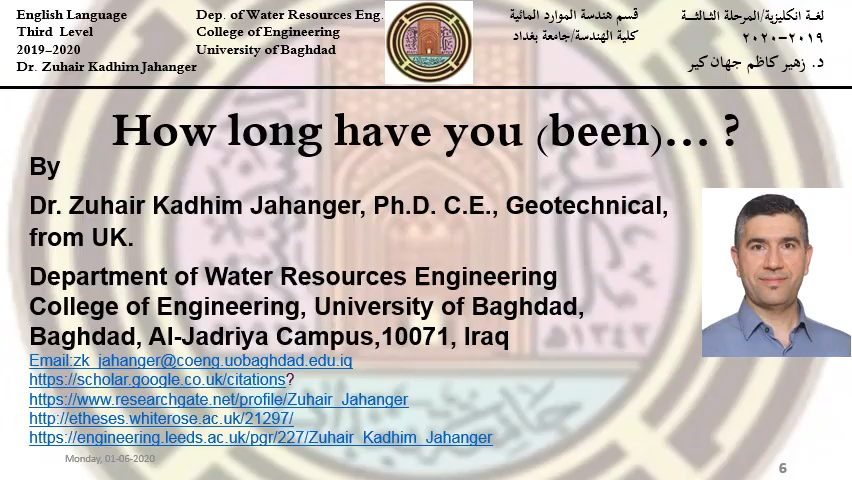 English Language
Third Level
2019–2020
Dr. Zuhair Kadhim Jahanger
Dep. of Water Resources Eng.
College of Engineering
University of Baghdad
قسم هندسة الموارد المائية
كلية الهندسة/جامعة بغداد
لغة انكليزية/المرحلة الثالثة
٢٠١٩-٢٠٢٠
د. زهير كاظم جهان كير
How long have you (been)… ?
By
Dr. Zuhair Kadhim Jahanger, Ph.D. C.E., Geotechnical,
from UK.
Department of Water Resources Engineering
College of Engineering, University of Baghdad,
Baghdad, Al-Jadriya Campus,10071, Iraq
Email:zk_jahanger@coeng.uobaghdad.edu.iq
https://scholar.google.co.uk/citations?
https://www.researchgate.net/profile/Zuhair_Jahanger
http://etheses.whiterose.ac.uk/21297/
https://engineering.leeds.ac.uk/pgr/227/Zuhair_Kadhim_Jahanger
Monday, 01-06-2020
6